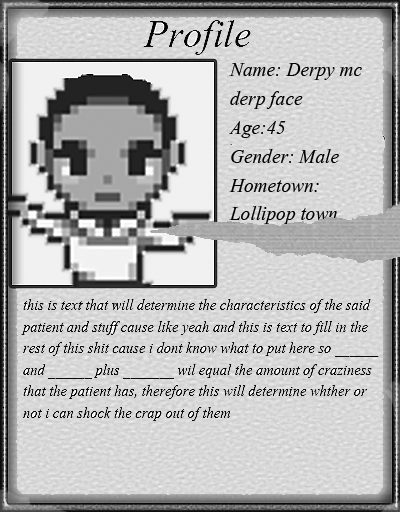 Profile
Name: Derpy mc
derp face
Age:45
Gender: Male
Hometown:
Lollipop town
this is text that will determine the characteristics of the said
patient and stuff cause like yeah and this is text to fill in the
rest of this shit cause i dont know what to put here so ______
and ______ plus _______ wil equal the amount of craziness
that the patient has, therefore this will determine whther or
not i can shock the crap out of them